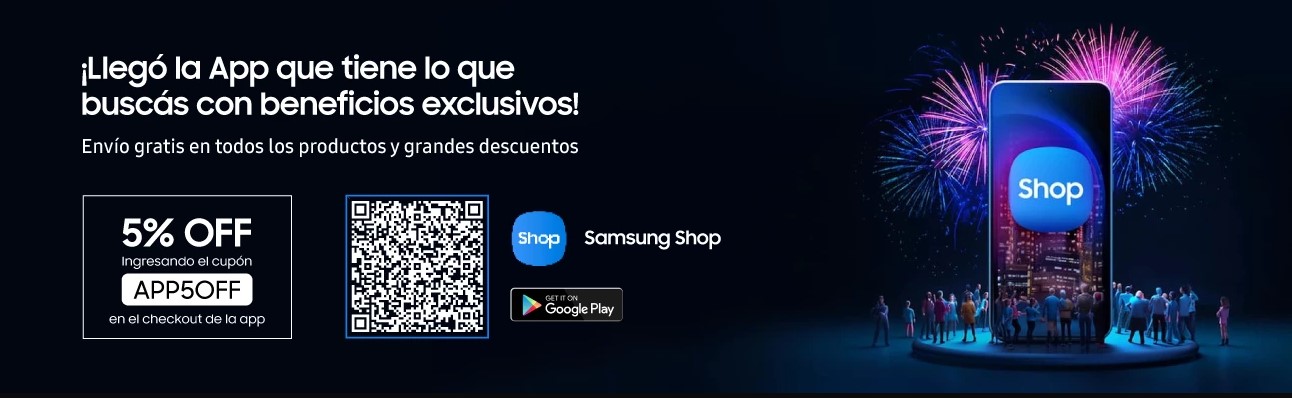 ¡Llegó la App que tiene lo que
buscás con beneficios exclusivos!
Envío gratis en todos los productos y grandes descuentos
5% OFF
Ingresando el cupón
APP5OFF
en el checkout de la app
Shop
Samsung Shop
GET IT ON
Google Play
Shop